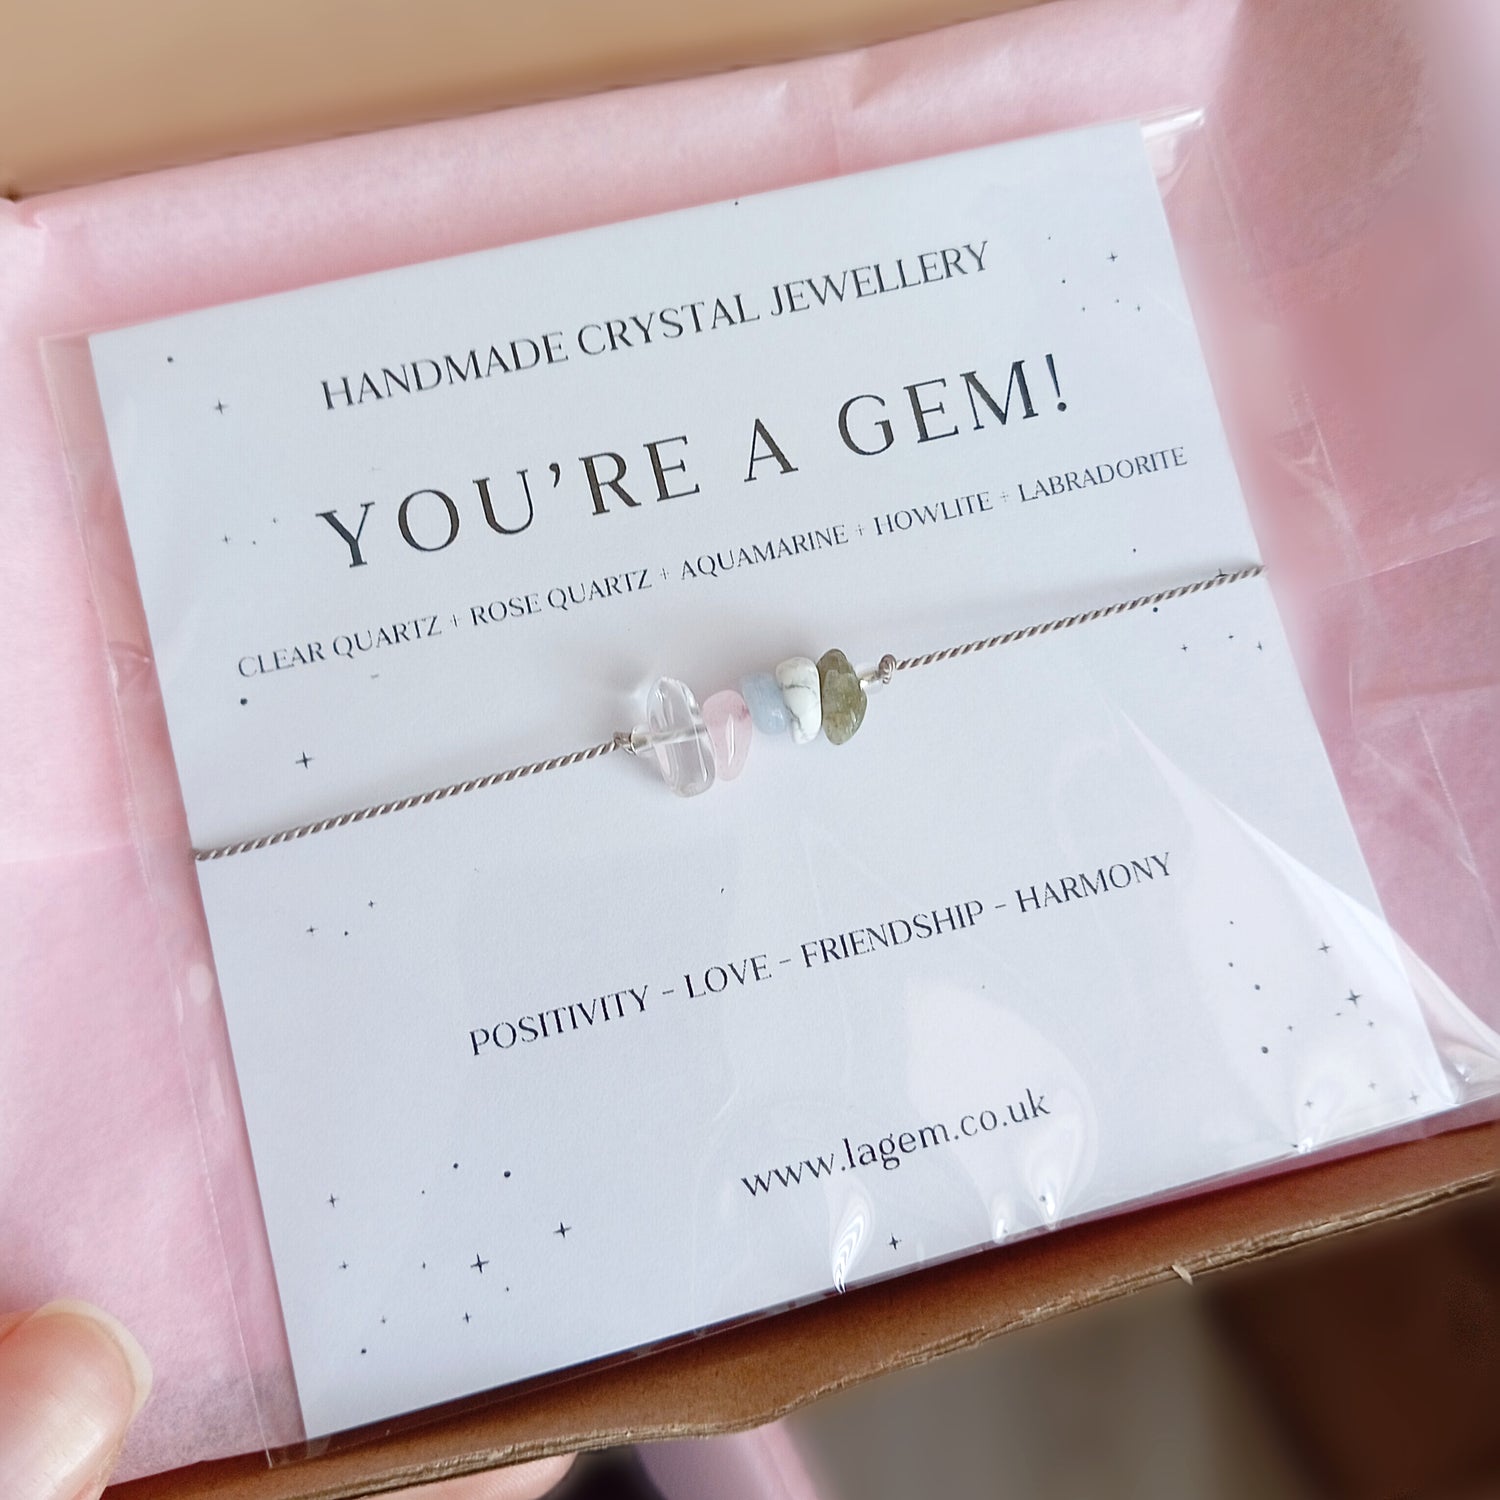 HANDMADE CRYSTAL JEWELLERY
YOU'RE A GEM!
CLEAR QUARTZ + ROSE QUARTZ + AQUAMARINE + HOWLITE + LABRADORITE
POSITIVITY - LOVE - FRIENDSHIP - HARMONY
www.lagem.co.uk